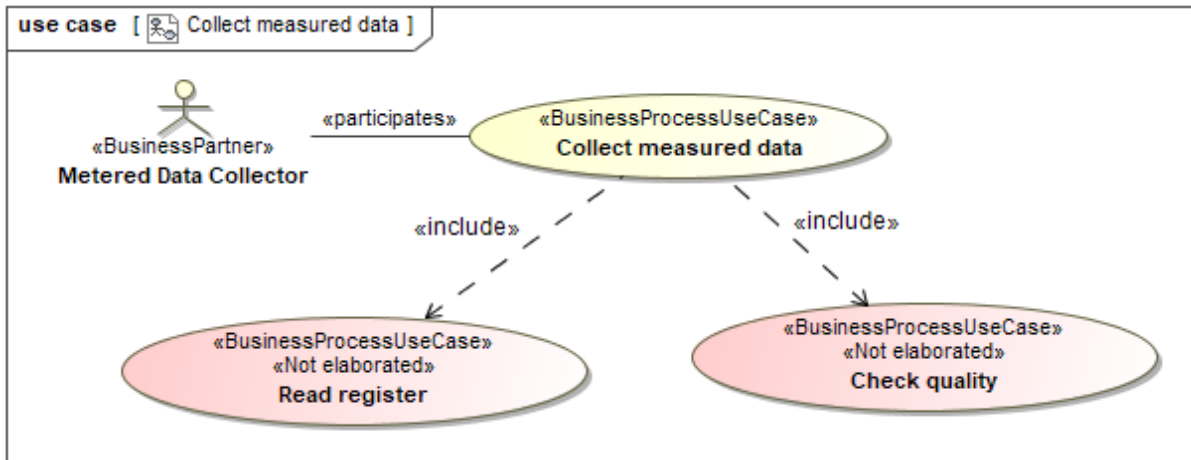 use case [ Collect measured data ]
«participates»
«BusinessPartner»
Metered Data Collector
«BusinessProcessUseCase»
Collect measured data
«include»
«include»
«BusinessProcessUseCase»
«Not elaborated»
Read register
«BusinessProcessUseCase»
«Not elaborated»
Check quality